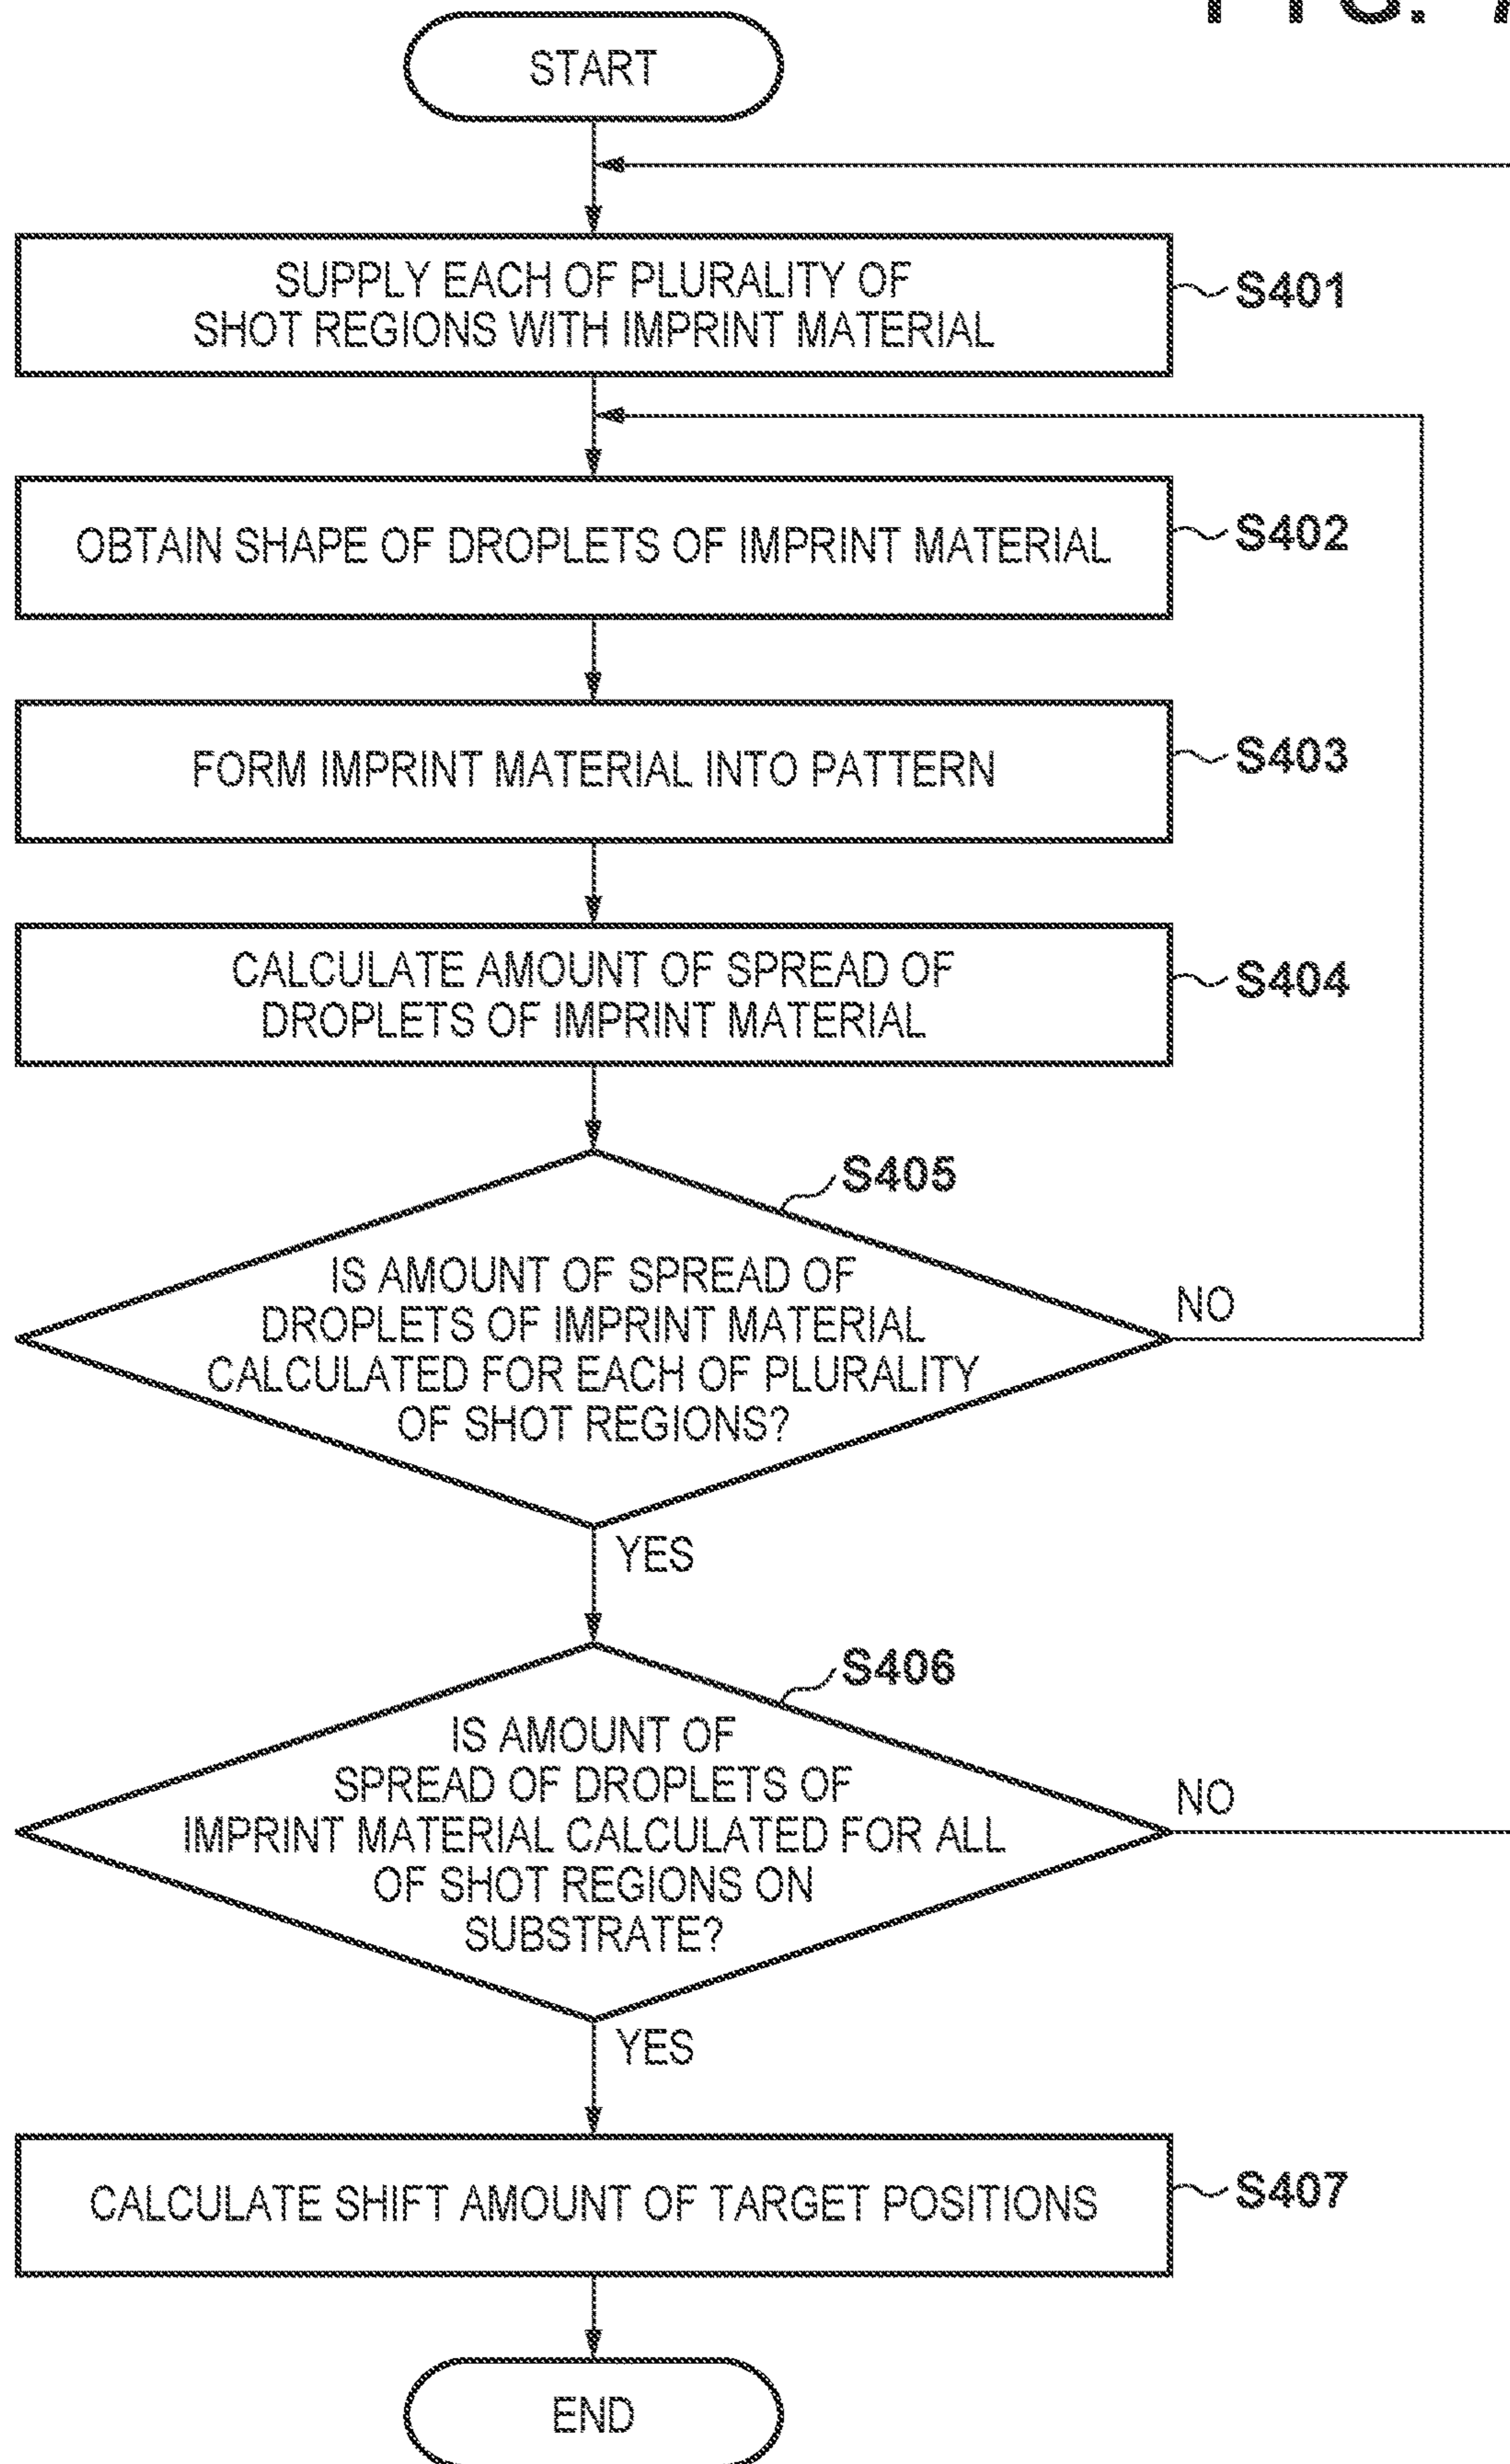 FIG.
START
SUPPLY EACH OF PLURALITY OF
SHOT REGIONS WITH IMPRINT MATERIAL
S401
OBTAIN SHAPE OF DROPLETS OF IMPRINT MATERIAL
S402
FORM IMPRINT MATERIAL INTO PATTERN
S403
CALCULATE AMOUNT OF SPREAD OF
DROPLETS OF IMPRINT MATERIAL
S404
S405
IS AMOUNT OF SPREAD OF
DROPLETS OF IMPRINT MATERIAL
CALCULATED FOR EACH OF PLURALITY
OF SHOT REGIONS?
NO
YES
S406
IS AMOUNT OF
SPREAD OF DROPLETS OF
IMPRINT MATERIAL CALCULATED FOR ALL
OF SHOT REGIONS ON
SUBSTRATE?
NO
YES
CALCULATE SHIFT AMOUNT OF TARGET POSITIONS
S407
END